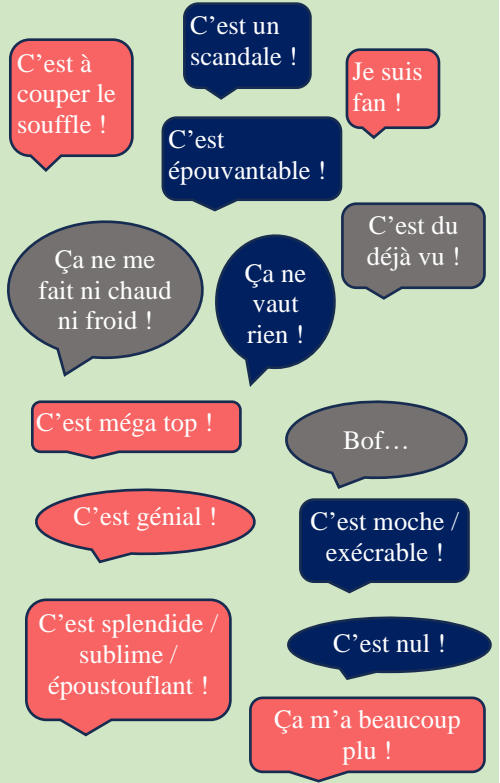 C’est à
couper le
souffle !
C’est un
scandale !
Je suis
fan !
C’est
épouvantable !
C’est du
déjà vu !
Ça ne me
fait ni chaud
ni froid !
Ça ne
vaut
rien !
C’est méga top !
Bof…
C’est génial !
C’est moche /
exécrable !
C’est splendide /
sublime /
époustouflant !
C’est nul !
Ça m’a beaucoup
plu !